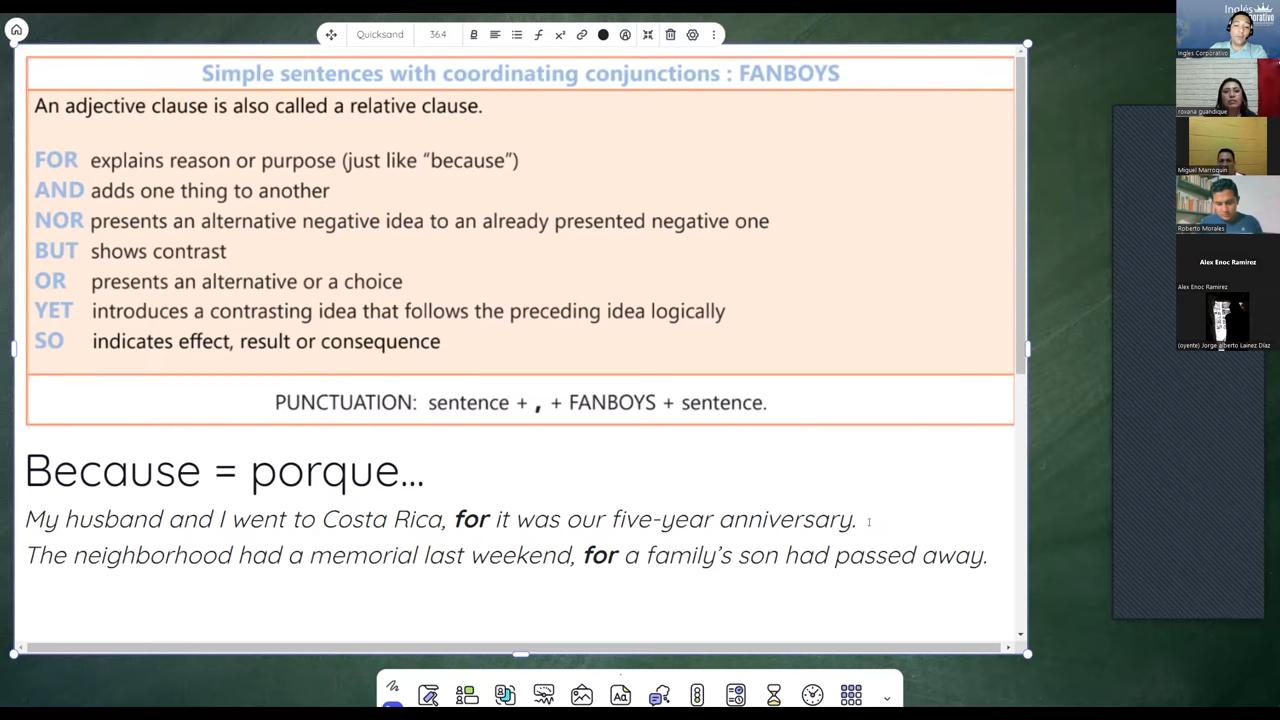 Quicksand
36.4
Simple sentences with coordinating conjunctions : FANBOYS
An adjective clause is also called a relative clause.
FOR explains reason or purpose (just like “because”)
AND adds one thing to another
NOR presents an alternative negative idea to an already presented negative one
BUT shows contrast
OR presents an alternative or a choice
YET introduces a contrasting idea that follows the preceding idea logically
SO indicates effect, result or consequence
PUNCTUATION: sentence + , + FANBOYS + sentence.
Because = porque...
My husband and I went to Costa Rica, for it was our five-year anniversary.
The neighborhood had a memorial last weekend, for a family’s son had passed away.
Inglés
Ingles Corporativo
roxana guandique
Miguel Marroquin
Roberto Morales
Alex Enoc Ramirez
Alex Enoc Ramirez
(oyente) Jorge alberto Lainez Díaz